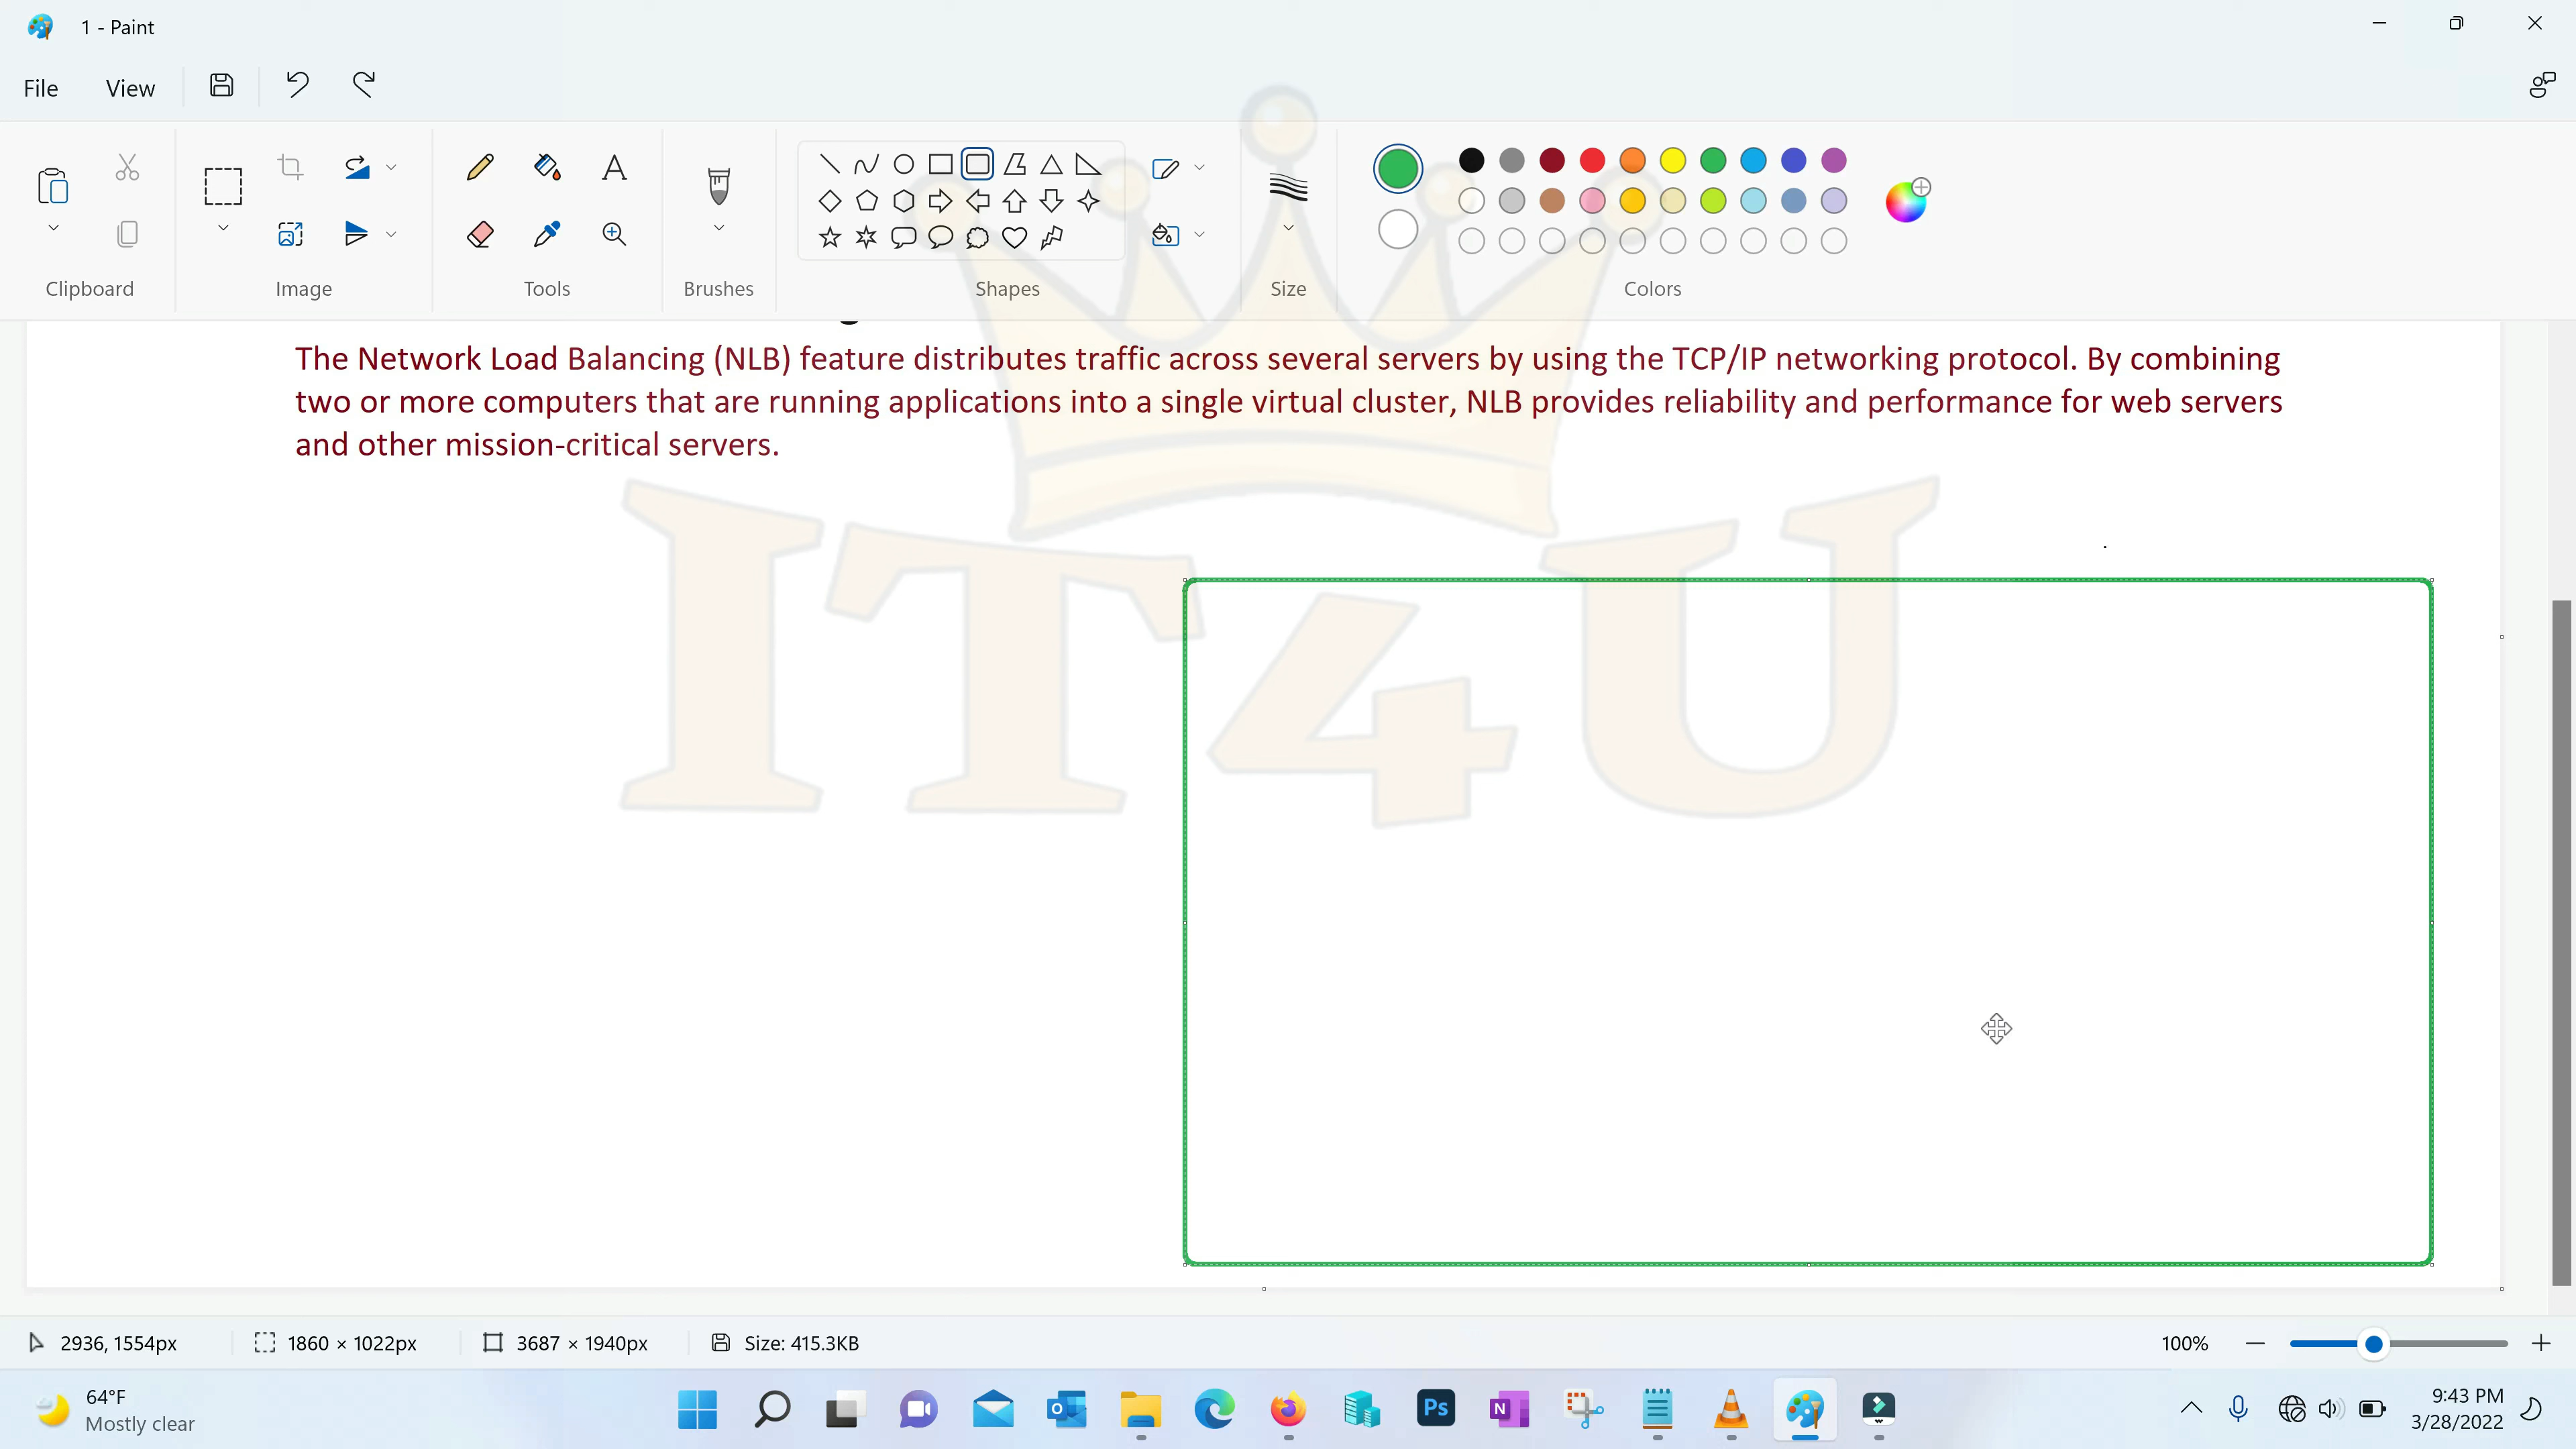 1 - Paint
File View
Clipboard Image Tools Brushes Shapes Size Colors
The Network Load Balancing (NLB) feature distributes traffic across several servers by using the TCP/IP networking protocol. By combining
two or more computers that are running applications into a single virtual cluster, NLB provides reliability and performance for web servers
and other mission-critical servers.
IT4U
2936, 1554px 1860 × 1022px 3687 × 1940px Size: 415.3KB 100%
64°F
Mostly clear
Ps
N
9:43 PM
3/28/2022